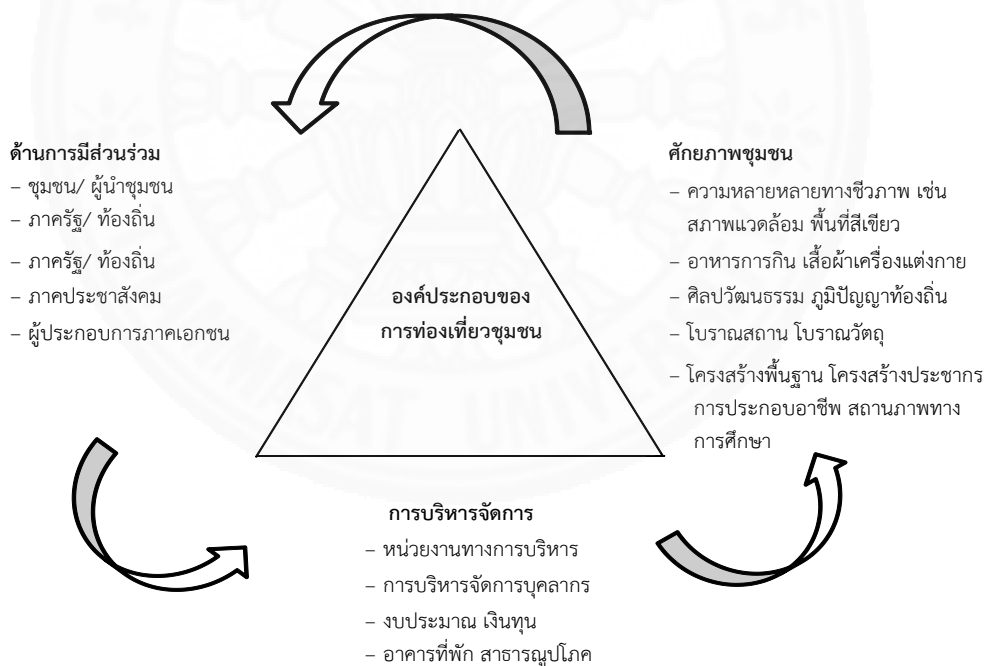 ด้านการมีส่วนร่วม
– ชุมชน/ ผู้นำชุมชน
– ภาครัฐ/ ท้องถิ่น
– ภาครัฐ/ ท้องถิ่น
– ภาคประชาสังคม
– ผู้ประกอบการภาคเอกชน
องค์ประกอบของ
การท่องเที่ยวชุมชน
ศักยภาพชุมชน
– ความหลายหลายทางชีวภาพ เช่น
สภาพแวดล้อม พื้นที่สีเขียว
– อาหารการกิน เสื้อผ้าเครื่องแต่งกาย
– ศิลปวัฒนธรรม ภูมิปัญญาท้องถิ่น
– โบราณสถาน โบราณวัตถุ
– โครงสร้างพื้นฐาน โครงสร้างประชากร
การประกอบอาชีพ สถานภาพทาง
การศึกษา
การบริหารจัดการ
– หน่วยงานทางการบริหาร
– การบริหารจัดการบุคลากร
– งบประมาณ เงินทุน
– อาคารที่พัก สาธารณูปโภค